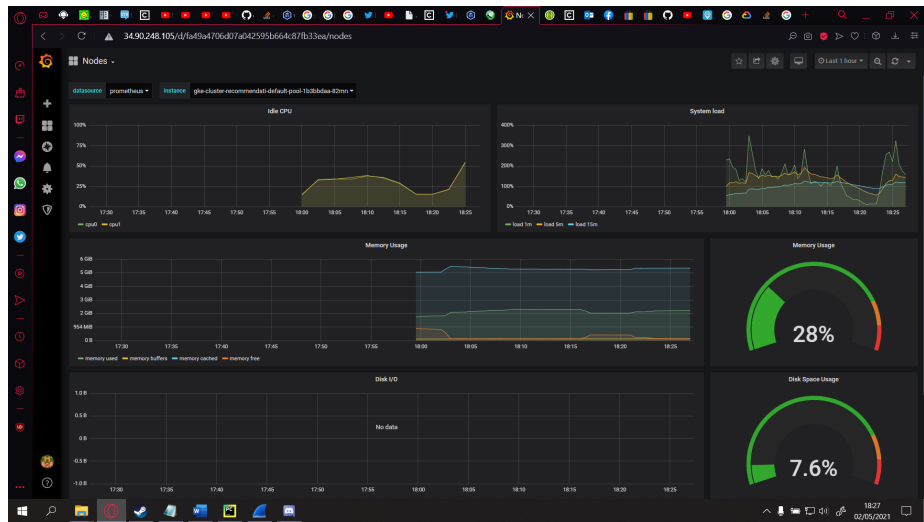 34.90.248.105/d/fa49a4706d07a042595b664c87fb33ea/nodes
Nodes
Last 1 hour
datasource prometheus instance gke-cluster-recommendati-default-pool-1b3bbdaa-82mn
Idle CPU
100%
75%
50%
25%
0%
17:30 17:35 17:40 17:45 17:50 17:55 18:00 18:05 18:10 18:15 18:20 18:25
cpu0 cpu1
System load
400%
300%
200%
100%
0%
17:30 17:35 17:40 17:45 17:50 17:55 18:00 18:05 18:10 18:15 18:20 18:25
load 1m load 5m load 15m
Memory Usage
6 GiB
5 GiB
4 GiB
3 GiB
2 GiB
954 MiB
0 B
17:30 17:35 17:40 17:45 17:50 17:55 18:00 18:05 18:10 18:15 18:20 18:25
memory used memory buffers memory cached memory free
Memory Usage
28%
Disk I/O
1.0 B
0.5 B
0 B
-0.5 B
-1.0 B
No data
17:30 17:35 17:40 17:45 17:50 17:55 18:00 18:05 18:10 18:15 18:20 18:25
Disk Space Usage
7.6%
18:27
02/05/2021